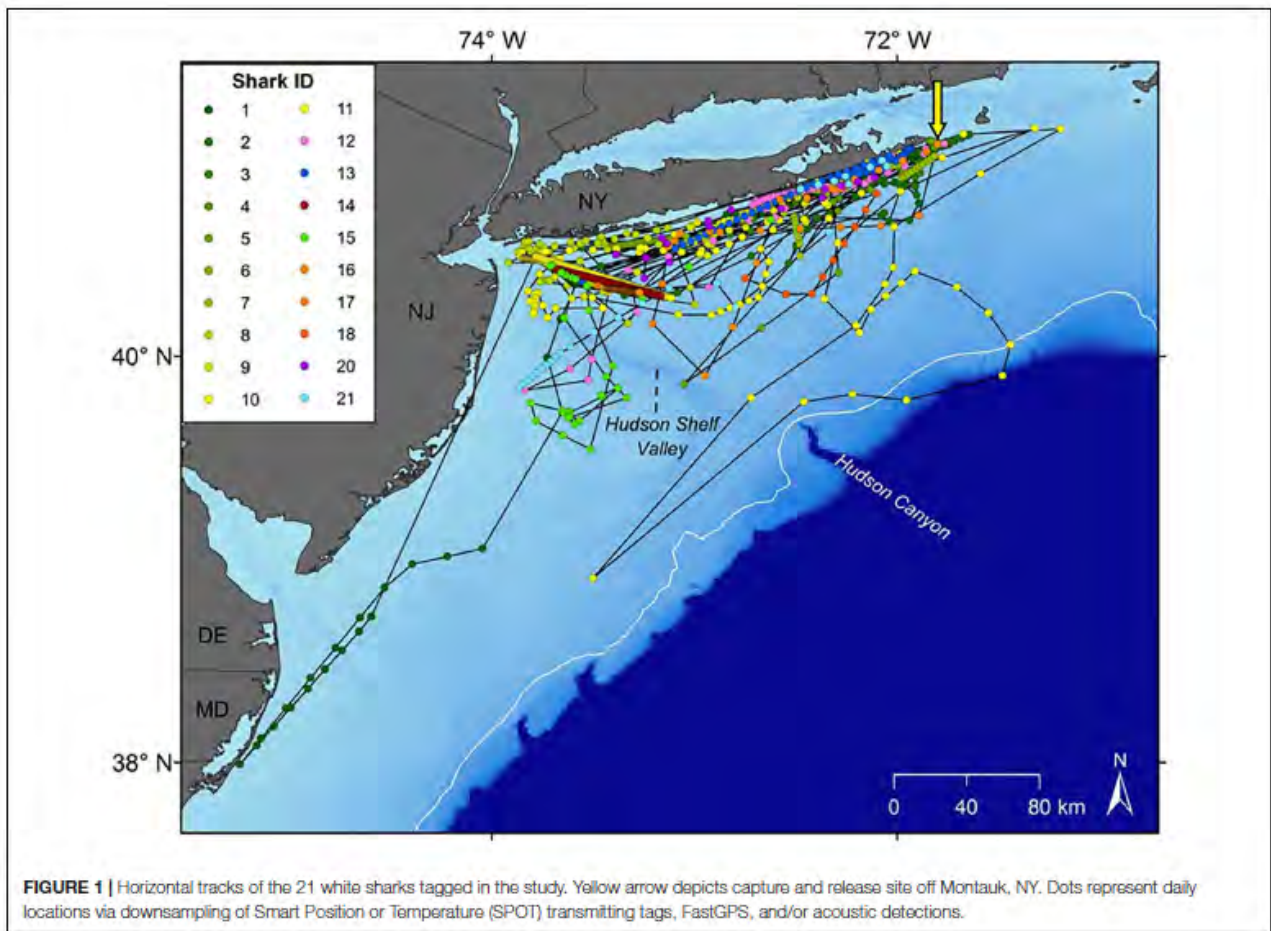 74° W
72° W
Shark ID
1 11
2 12
3 13
4 14
5 15
6 16
7 17
8 18
9 20
10 21
NY
NJ
40° N
Hudson Shelf
Valley
Hudson Canyon
DE
MD
38° N
N
0 40 80 km
FIGURE 1 | Horizontal tracks of the 21 white sharks tagged in the study. Yellow arrow depicts capture and release site off Montauk, NY. Dots represent daily
locations via downsampling of Smart Position or Temperature (SPOT) transmitting tags, FastGPS, and/or acoustic detections.